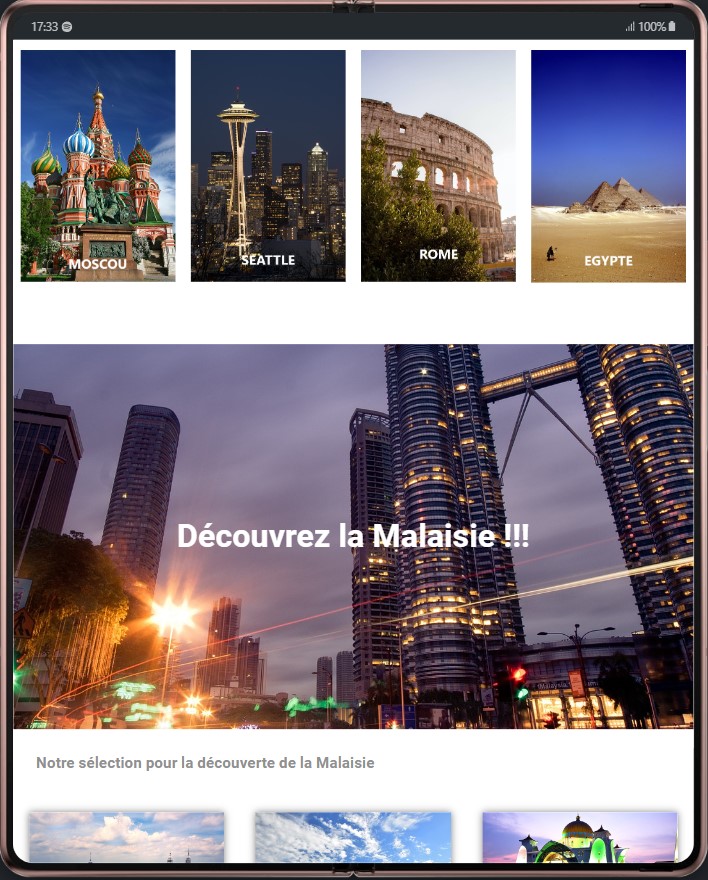 17:33
100%
MOSCOU
SEATTLE
ROME
EGYPTE
Découvrez la Malaisie !!!
Notre sélection pour la découverte de la Malaisie